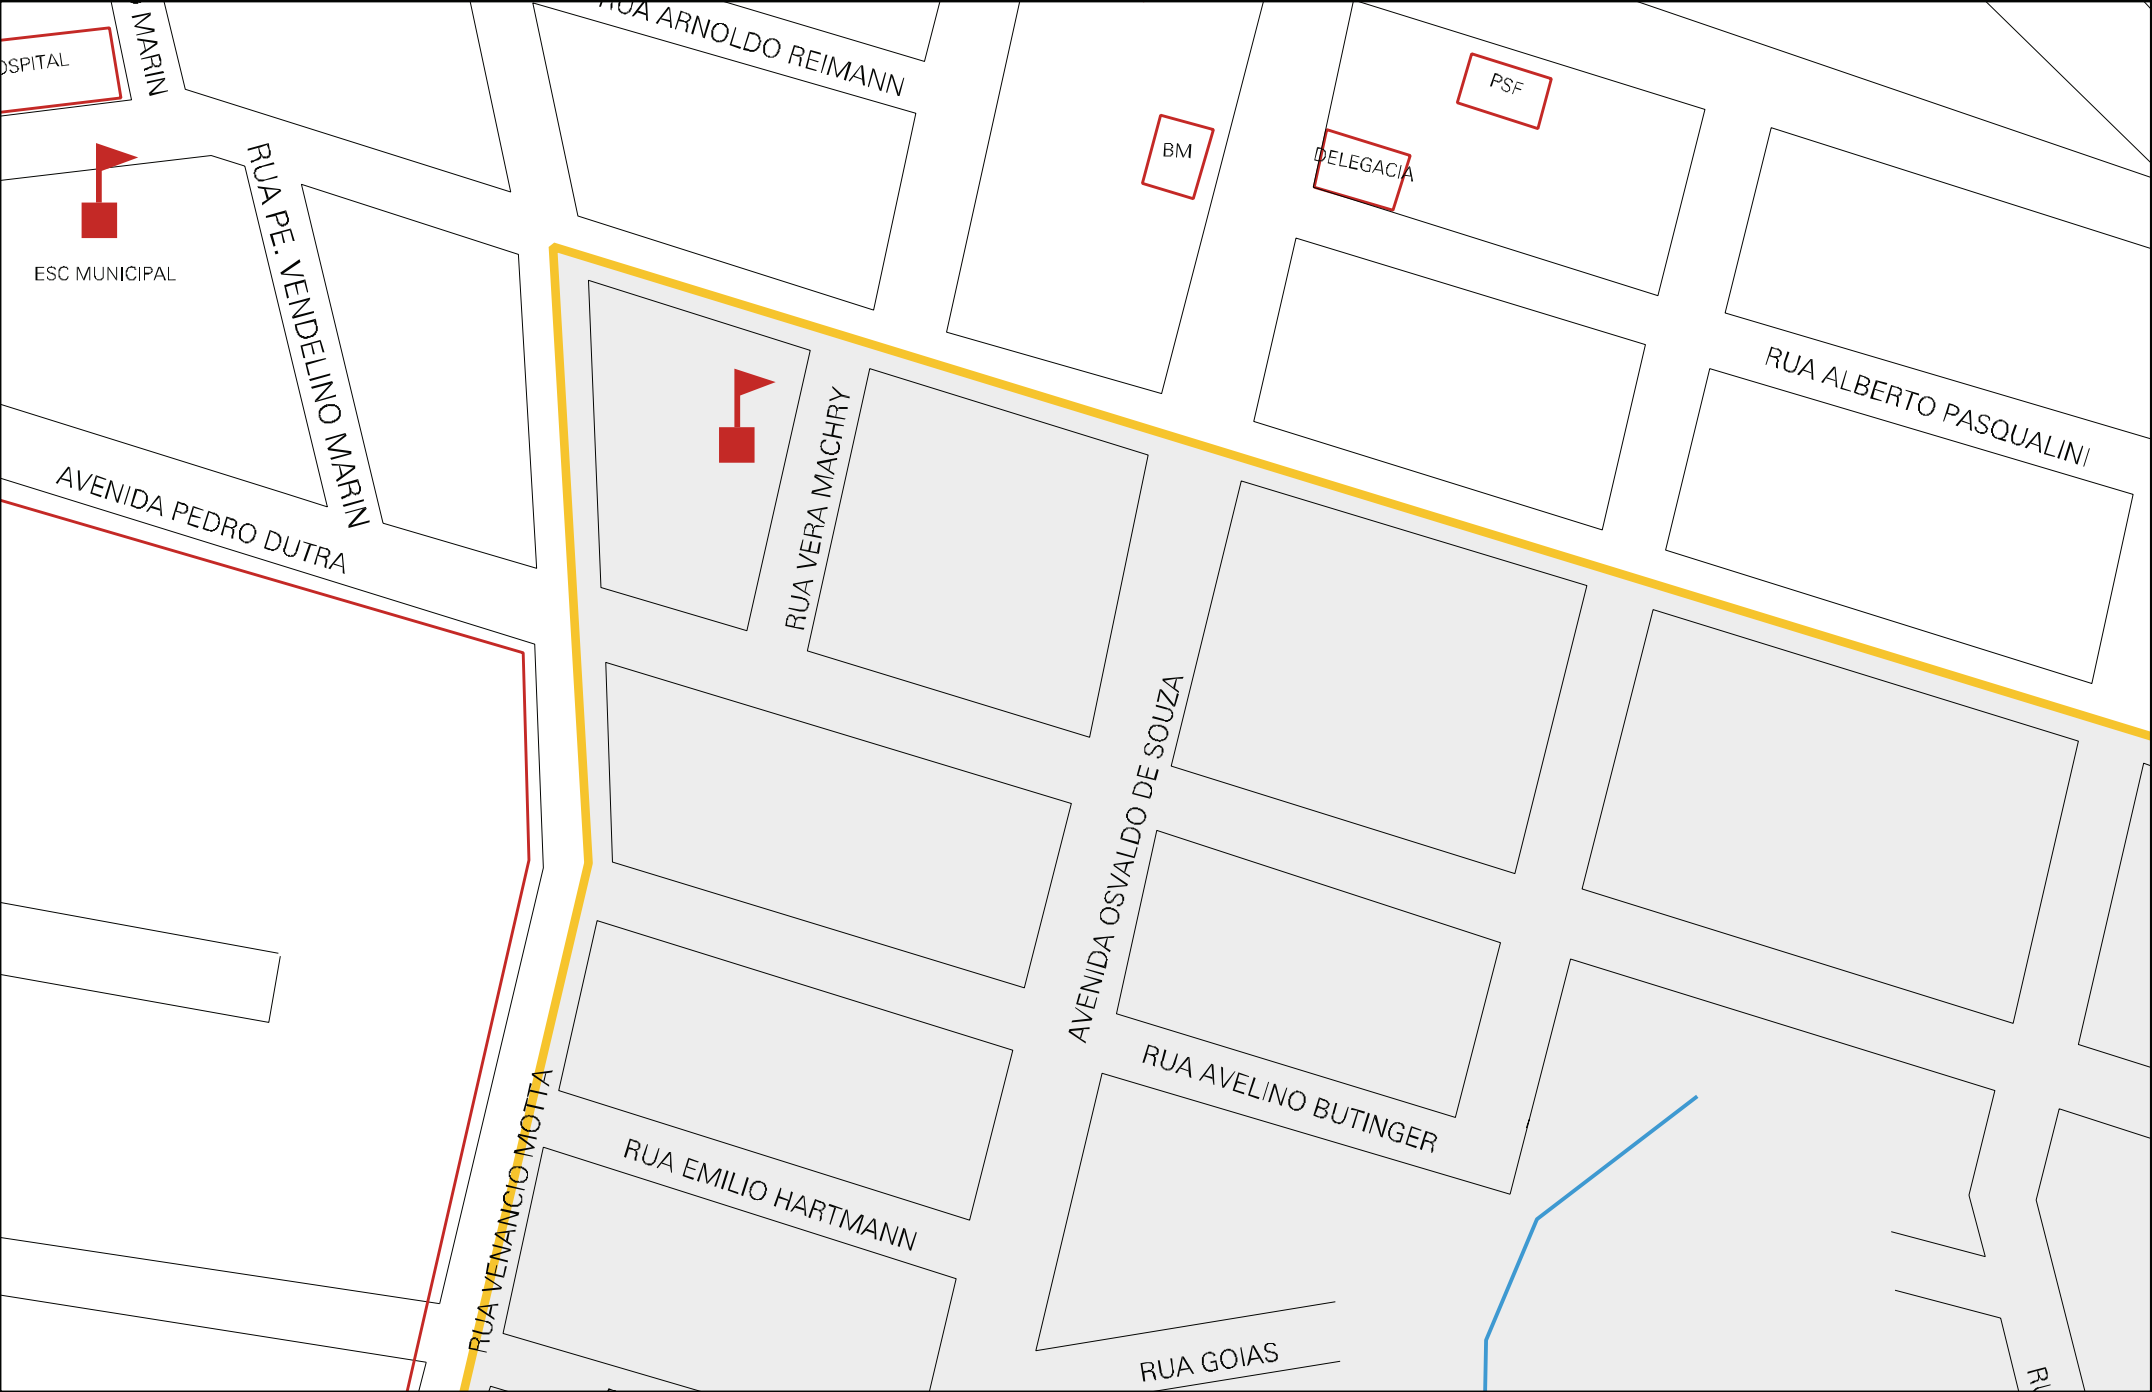 MARIN
RUA ARNOLDO REIMANN
OSPITAL
PSF
BM
DELEGACIA
RUA PE. VENDELINO MARIN
ESC MUNICIPAL
RUA ALBERTO PASQUALINI
RUA VERA MACHRY
AVENIDA PEDRO DUTRA
AVENIDA OSVALDO DE SOUZA
RUA AVELINO BUTINGER
RUA VENANCIO MOTTA
RUA EMILIO HARTMANN
RUA GOIAS